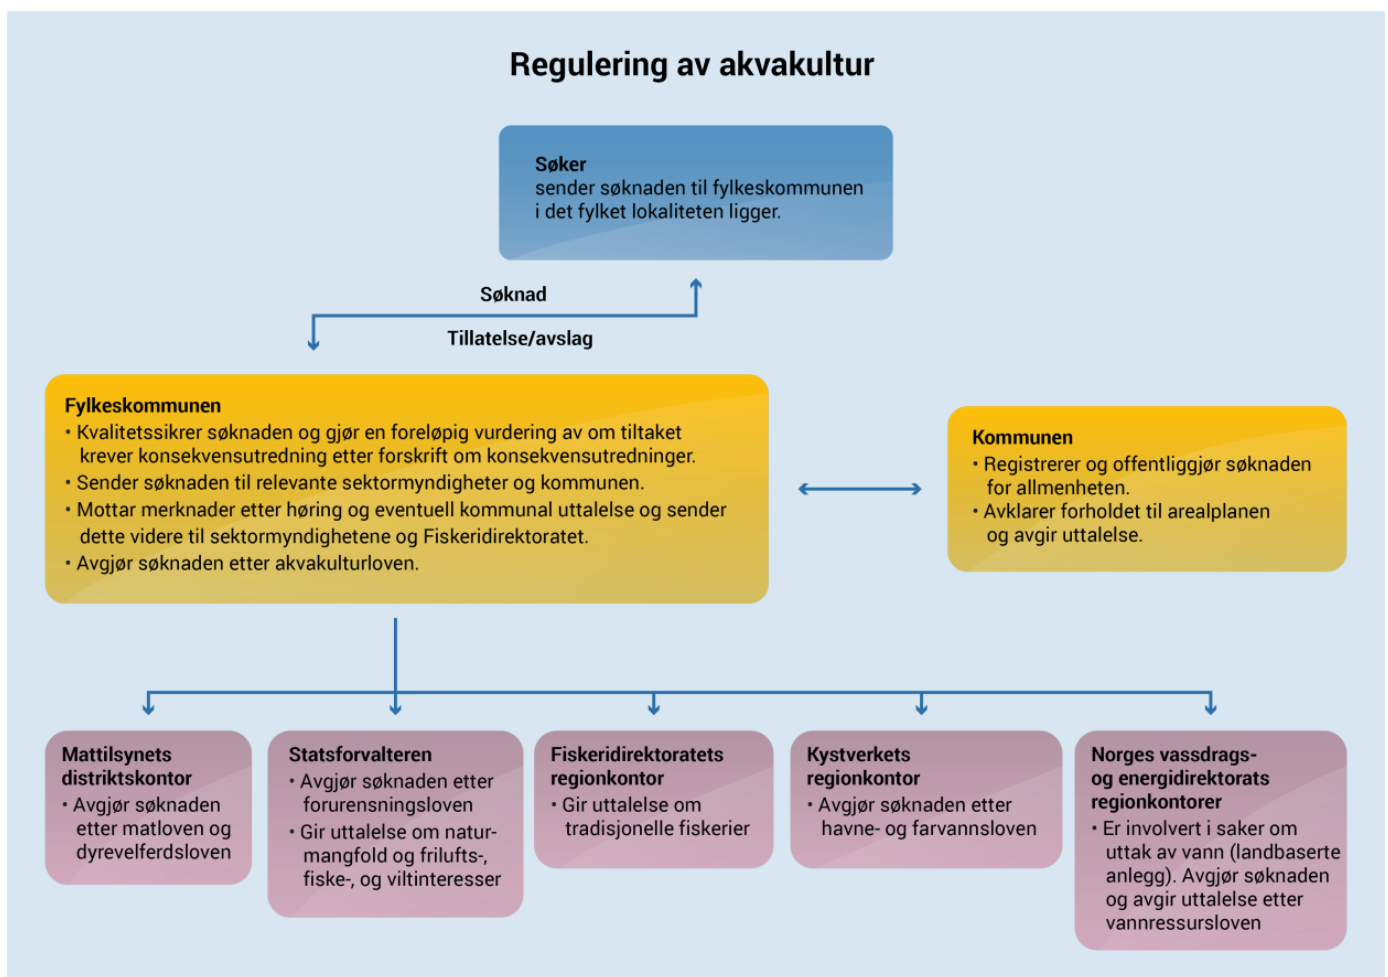 Regulering av akvakultur
Søker
sender søknaden til fylkeskommunen
i det fylket lokaliteten ligger.
Søknad
Tillatelse/avslag
Fylkeskommunen
• Kvalitetssikrer søknaden og gjør en foreløpig vurdering av om tiltaket
krever konsekvensutredning etter forskrift om konsekvensutredninger.
• Sender søknaden til relevante sektormyndigheter og kommunen.
• Mottar merknader etter høring og eventuell kommunal uttalelse og sender
dette videre til sektormyndighetene og Fiskeridirektoratet.
• Avgjør søknaden etter akvakulturloven.
Kommunen
• Registrerer og offentliggjør søknaden
for allmenheten.
• Avklarer forholdet til arealplanen
og avgir uttalelse.
Mattilsynets
distriktskontor
• Avgjør søknaden
etter matloven og
dyrevelferdsloven
Statsforvalteren
• Avgjør søknaden etter
forurensningsloven
• Gir uttalelse om natur-
mangfold og frilufts-,
fiske-, og viltinteresser
Fiskeridirektoratets
regionkontor
• Gir uttalelse om
tradisjonelle fiskerier
Kystverkets
regionkontor
• Avgjør søknaden etter
havne- og farvannsloven
Norges vassdrags-
og energidirektorats
regionkontorer
• Er involvert i saker om
uttak av vann (landbaserte
anlegg). Avgjør søknaden
og avgir uttalelse etter
vannressursloven